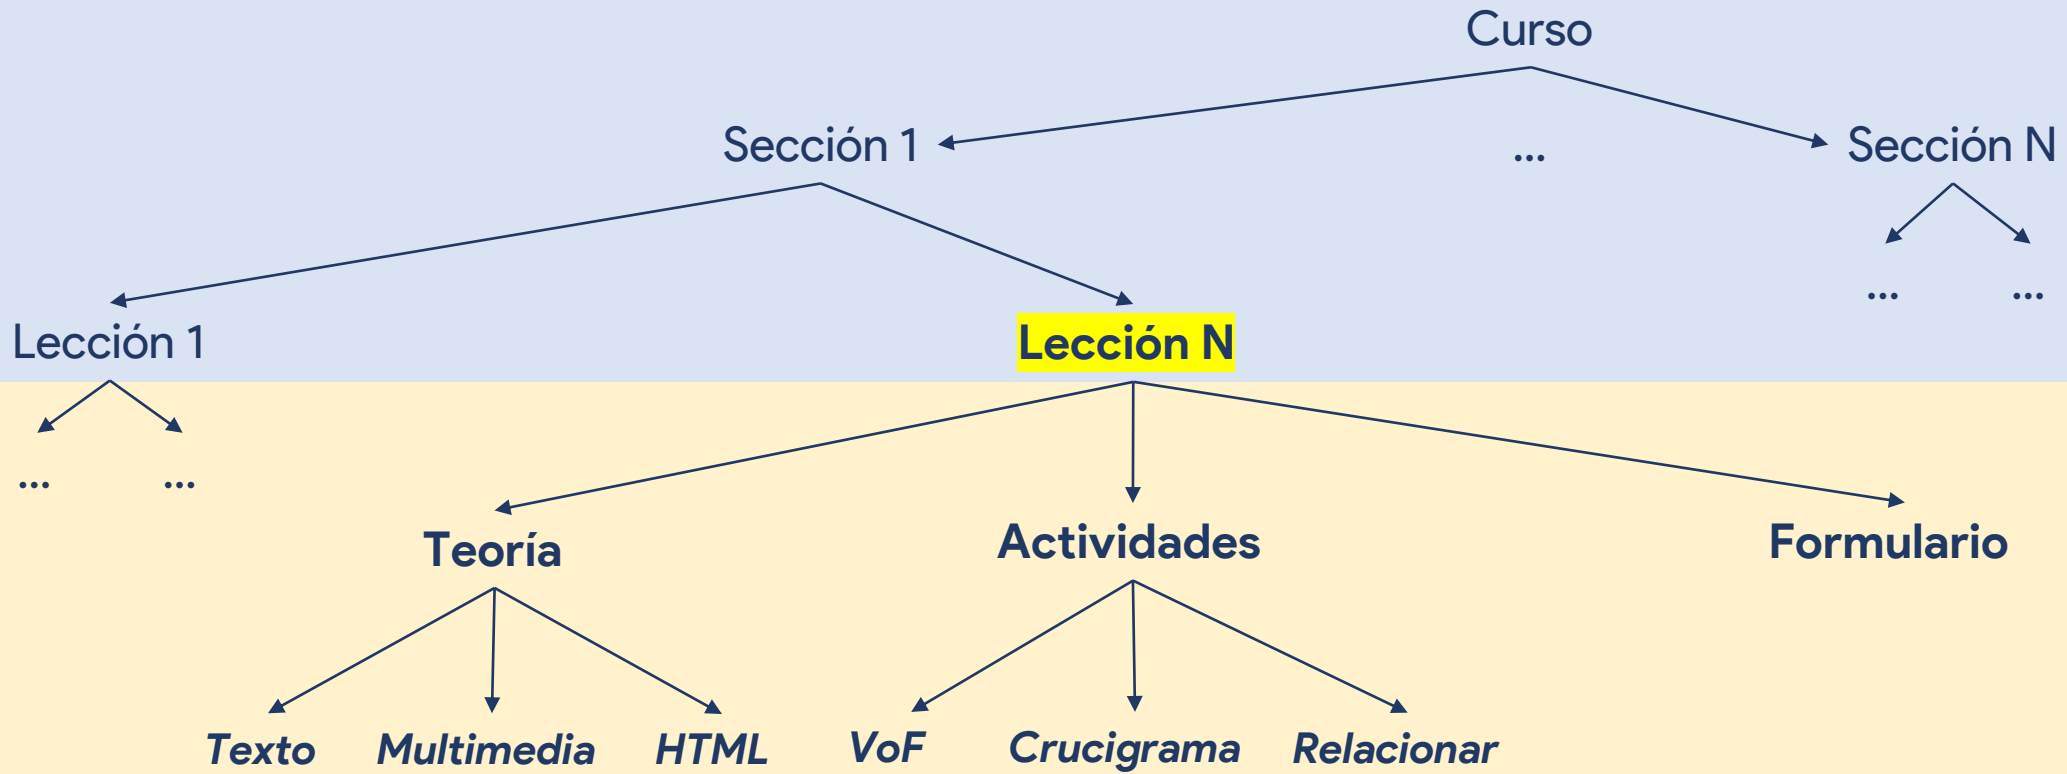 Curso
Sección 1 ... Sección N
... ...
Lección 1 Lección N
... ...
Teoría Actividades Formulario
Texto Multimedia HTML VoF Crucigrama Relacionar